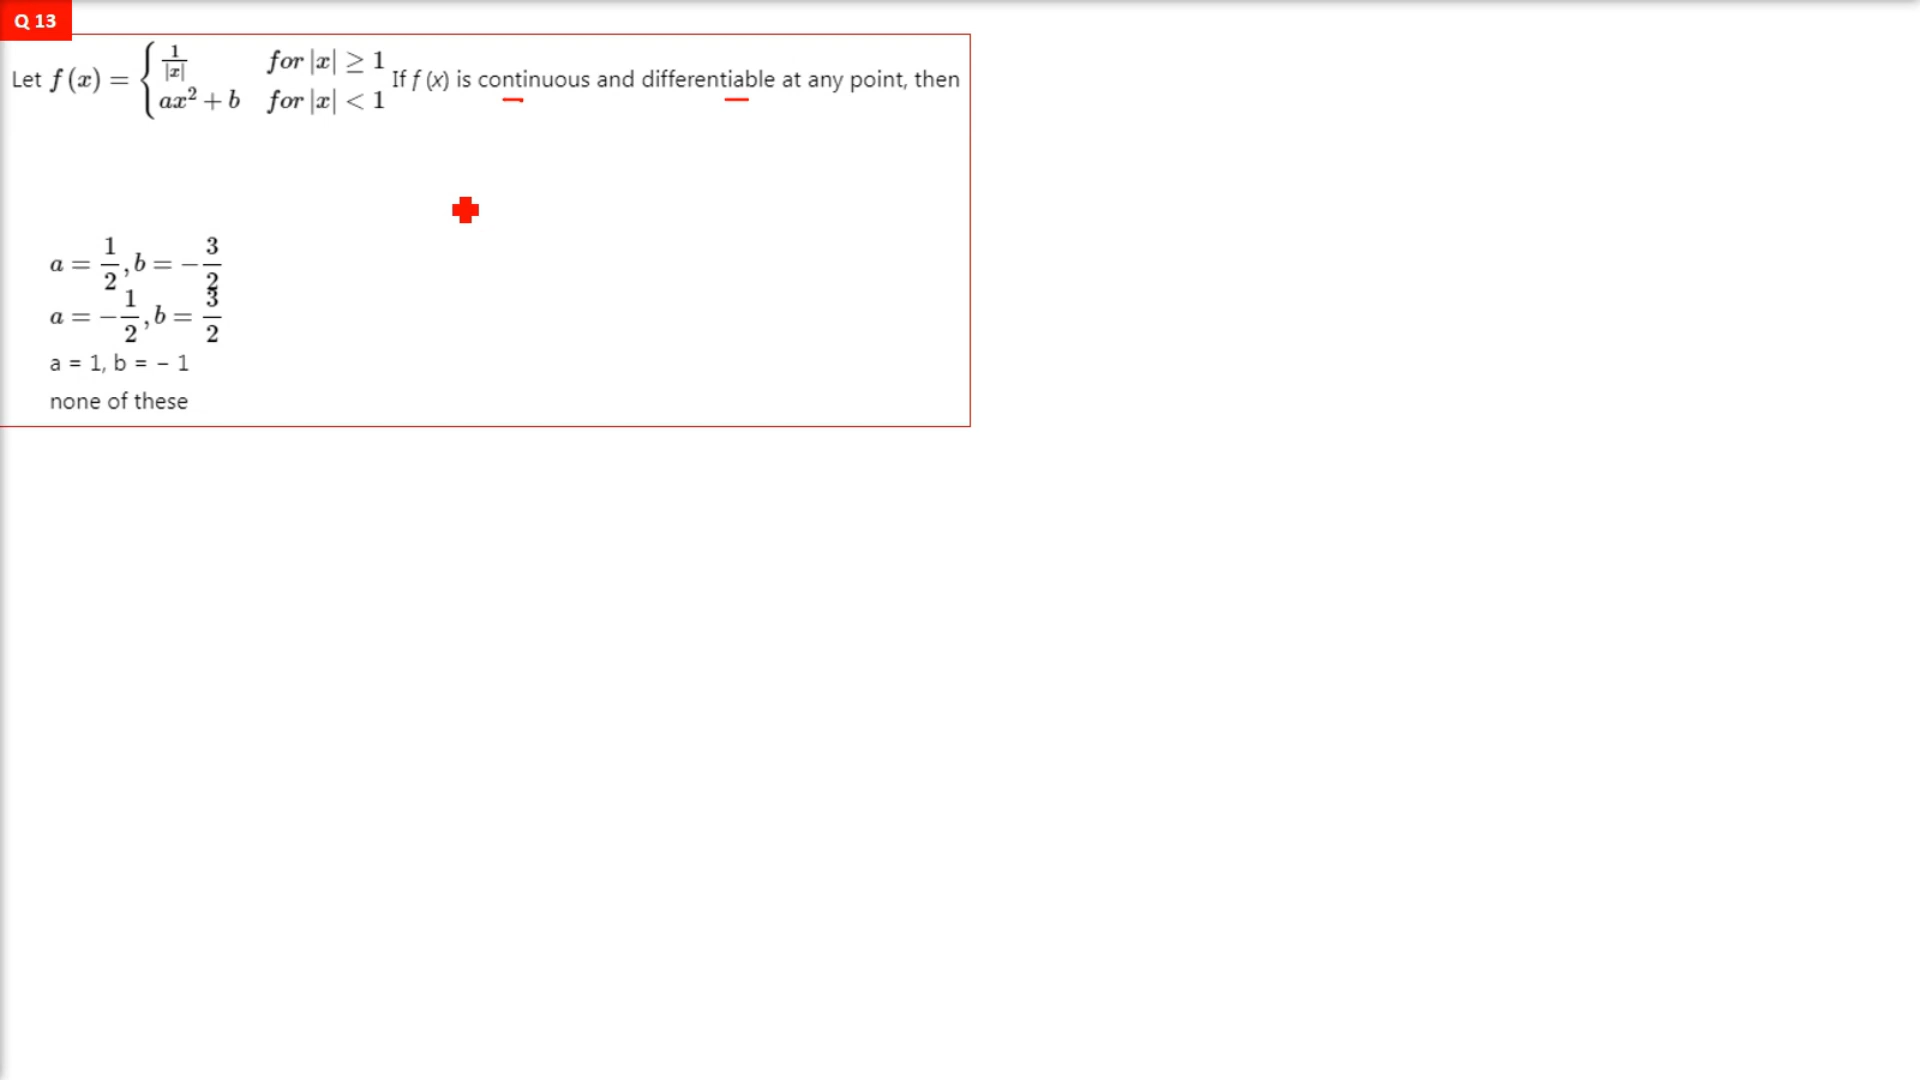 Q 13
Let f (x) = { 1/|x| for |x| ≥ 1
ax² + b for |x| < 1 If f (x) is continuous and differentiable at any point, then
a = 1/2, b = − 3/2
a = − 1/2, b = 3/2
a = 1, b = − 1
none of these